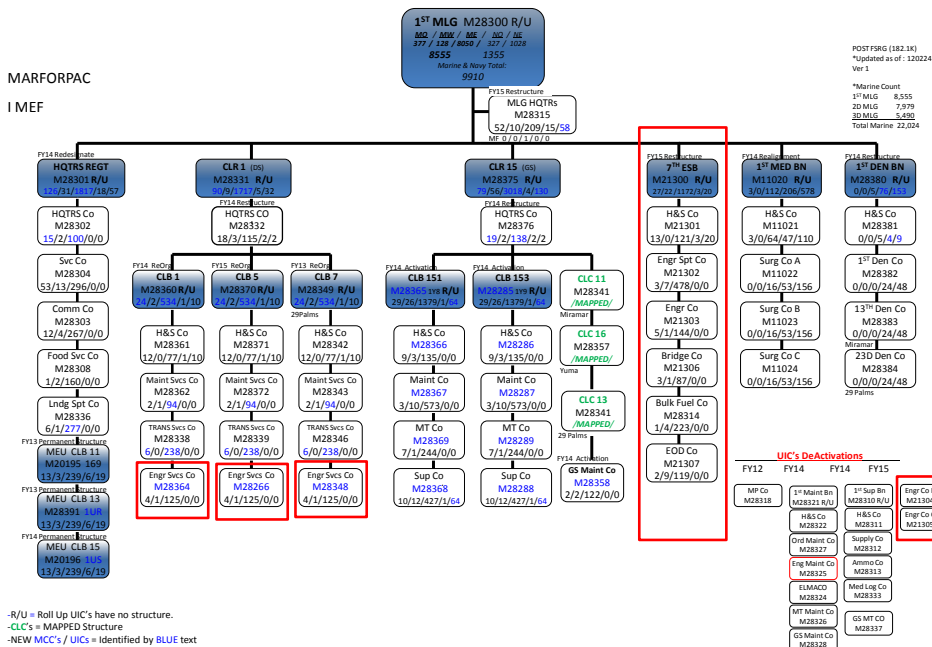 1ST MLG M28300 R/U
MO / MW / ME / NO / NE
377 / 128 / 8050 / 327 / 1028
8555 1355
Marine & Navy Total:
9910
POST FSRG (182.1K)
*Updated as of : 120224
Ver 1
*Marine Count
1ST MLG 8,555
2D MLG 7,979
3D MLG 5,490
Total Marine 22,024
MARFORPAC
I MEF
FY15 Restructure
MLG HQTRs
M28315
52/10/209/15/58
MF 0 / 0 / 1 / 0 / 0
FY14 Redesignate
HQTRS REGT
M28301 R/U
126/31/1817/18/57
HQTRS Co
M28302
15/2/100/0/0
Svc Co
M28304
53/13/296/0/0
Comm Co
M28303
12/4/267/0/0
Food Svc Co
M28308
1/2/160/0/0
Lndg Spt Co
M28336
6/1/277/0/0
FY13 Permanent Structure
MEU CLB 11
M20195 169
13/3/239/6/19
FY13 Permanent Structure
MEU CLB 13
M28391 1UR
13/3/239/6/19
FY14 Permanent Structure
MEU CLB 15
M20196 1US
13/3/239/6/19
CLR 1 (DS)
M28331 R/U
90/9/1717/5/32
FY14 Restructure
HQTRS CO
M28332
18/3/115/2/2
FY14 ReOrg
CLB 1
M28360 R/U
24/2/534/1/10
H&S Co
M28361
12/0/77/1/10
Maint Svcs Co
M28362
2/1/94/0/0
TRANS Svcs Co
M28338
6/0/238/0/0
Engr Svcs Co
M28364
4/1/125/0/0
FY15 ReOrg
CLB 5
M28370 R/U
24/2/534/1/10
H&S Co
M28371
12/0/77/1/10
Maint Svcs Co
M28372
2/1/94/0/0
TRANS Svcs Co
M28339
6/0/238/0/0
Engr Svcs Co
M28266
4/1/125/0/0
FY13 ReOrg
CLB 7
M28349 R/U
24/2/534/1/10
29Palms
H&S Co
M28342
12/0/77/1/10
Maint Svcs Co
M28343
2/1/94/0/0
TRANS Svcs Co
M28346
6/0/238/0/0
Engr Svcs Co
M28348
4/1/125/0/0
CLR 15 (GS)
M28375 R/U
79/56/3018/4/130
FY14 Restructure
HQTRS Co
M28376
19/2/138/2/2
FY14 Activation
CLB 151
M28365 1Y8 R/U
29/26/1379/1/64
H&S Co
M28366
9/3/135/0/0
Maint Co
M28367
3/10/573/0/0
MT Co
M28369
7/1/244/0/0
Sup Co
M28368
10/12/427/1/64
FY14 Activation
CLB 153
M28285 1Y9 R/U
29/26/1379/1/64
H&S Co
M28286
9/3/135/0/0
Maint Co
M28287
3/10/573/0/0
MT Co
M28289
7/1/244/0/0
Sup Co
M28288
10/12/427/1/64
CLC 11
M28341
/MAPPED/
Miramar
CLC 16
M28357
/MAPPED/
Yuma
CLC 13
M28341
/MAPPED/
29 Palms
FY14 Activation
GS Maint Co
M28358
2/2/122/0/0
FY15 Restructure
7TH ESB
M21300 R/U
27/22/1172/3/20
H&S Co
M21301
13/0/121/3/20
Engr Spt Co
M21302
3/7/478/0/0
Engr Co
M21303
5/1/144/0/0
Bridge Co
M21306
3/1/87/0/0
Bulk Fuel Co
M28314
1/4/223/0/0
EOD Co
M21307
2/9/119/0/0
FY14 Realignment
1ST MED BN
M11020 R/U
3/0/112/206/578
H&S Co
M11021
3/0/64/47/110
Surg Co A
M11022
0/0/16/53/156
Surg Co B
M11023
0/0/16/53/156
Surg Co C
M11024
0/0/16/53/156
FY14 Restructure
1ST DEN BN
M28380 R/U
0/0/5/76/153
H&S Co
M28381
0/0/5/4/9
1ST Den Co
M28382
0/0/0/24/48
13TH Den Co
M28383
0/0/0/24/48
Miramar
23D Den Co
M28384
0/0/0/24/48
29 Palms
UIC's DeActivations
FY12 FY14 FY14 FY15
MP Co
M28318
1st Maint Bn
M28321 R/U
H&S Co
M28322
Ord Maint Co
M28327
Eng Maint Co
M28325
ELMACO
M28324
MT Maint Co
M28326
GS Maint Co
M28328
1st Sup Bn
M28310 R/U
H&S Co
M28311
Supply Co
M28312
Ammo Co
M28313
Med Log Co
M28333
GS MT CO
M28337
Engr Co
M21304
Engr Co
-R/U = Roll Up UIC's have no structure.
-CLC's = MAPPED Structure
-NEW MCC's / UICs = Identified by BLUE text